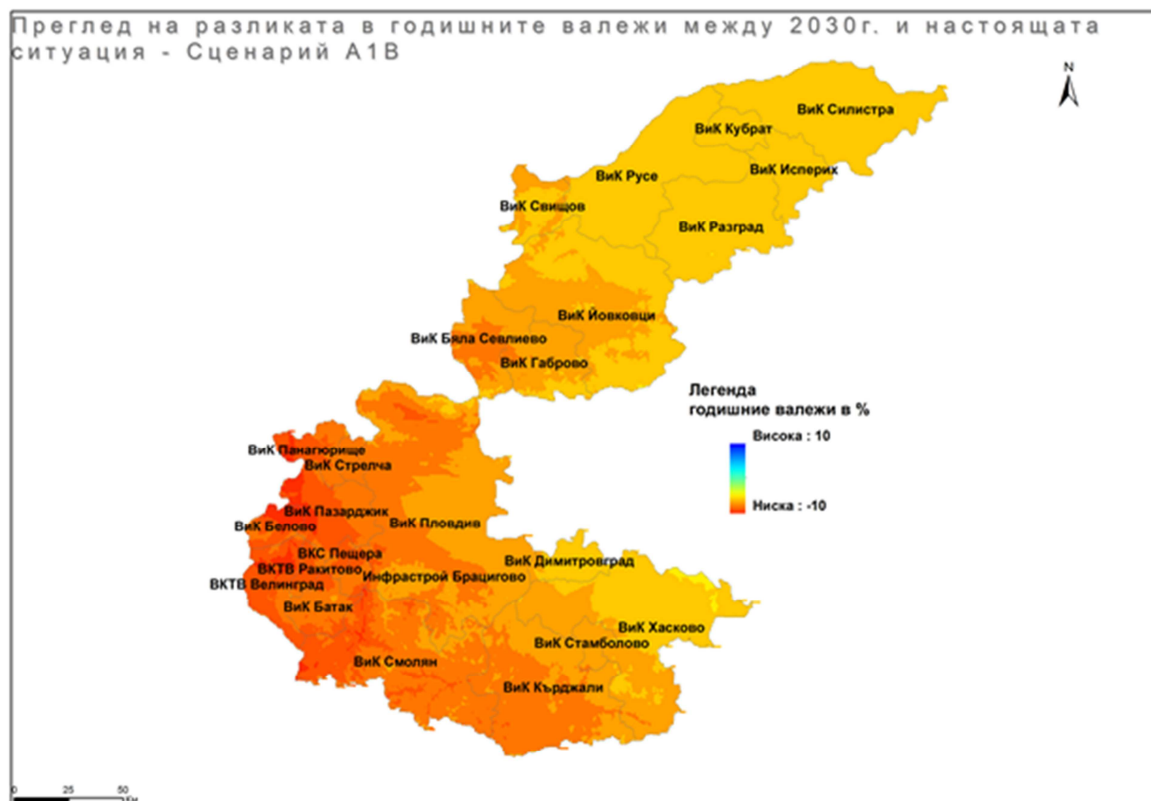 Преглед на разликата в годишните валежи между 2030г. и настоящата
ситуация - Сценарий А1В
N
ВиК Силистра
ВиК Кубрат
ВиК Исперих
ВиК Русе
ВиК Свищов
ВиК Разград
ВиК Йовковци
ВиК Бяла Севлиево
ВиК Габрово
Легенда
годишние валежи в %
Висока : 10
Ниска : -10
ВиК Панагюрище
ВиК Стрелча
ВиК Пазарджик
ВиК Белово
ВиК Пловдив
ВКС Пещера
ВиК Димитровград
ВКТВ Ракитово
ВКТВ Велинград
Инфрастрой Брацигово
ВиК Батак
ВиК Хасково
ВиК Стамболово
ВиК Смолян
ВиК Кърджали
0 25 50